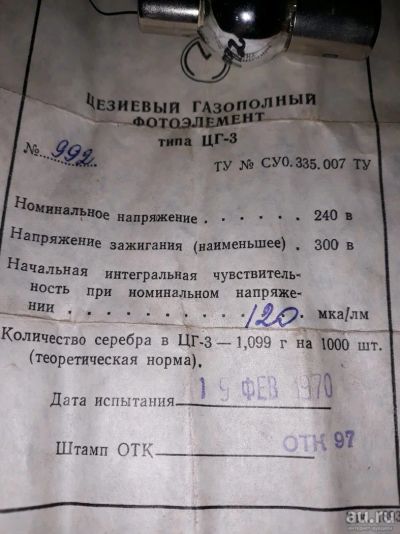 ЦЕЗИЕВЫЙ ГАЗОПОЛНЫЙ
ФОТОЭЛЕМЕНТ
типа ЦГ-3
№ 992 ТУ № СУ0.335.007 ТУ
Номинальное напряжение . . . . . . 240 в
Напряжение зажигания (наименьшее) . 300 в
Начальная интегральная чувствитель-
ность при номинальном напряже-
нии . . . . . . . . . 120 мка/лм
Количество серебра в ЦГ-3 — 1,099 г на 1000 шт.
(теоретическая норма).
Дата испытания 19 ФЕВ 1970
Штамп ОТК ОТК 97
au.ru